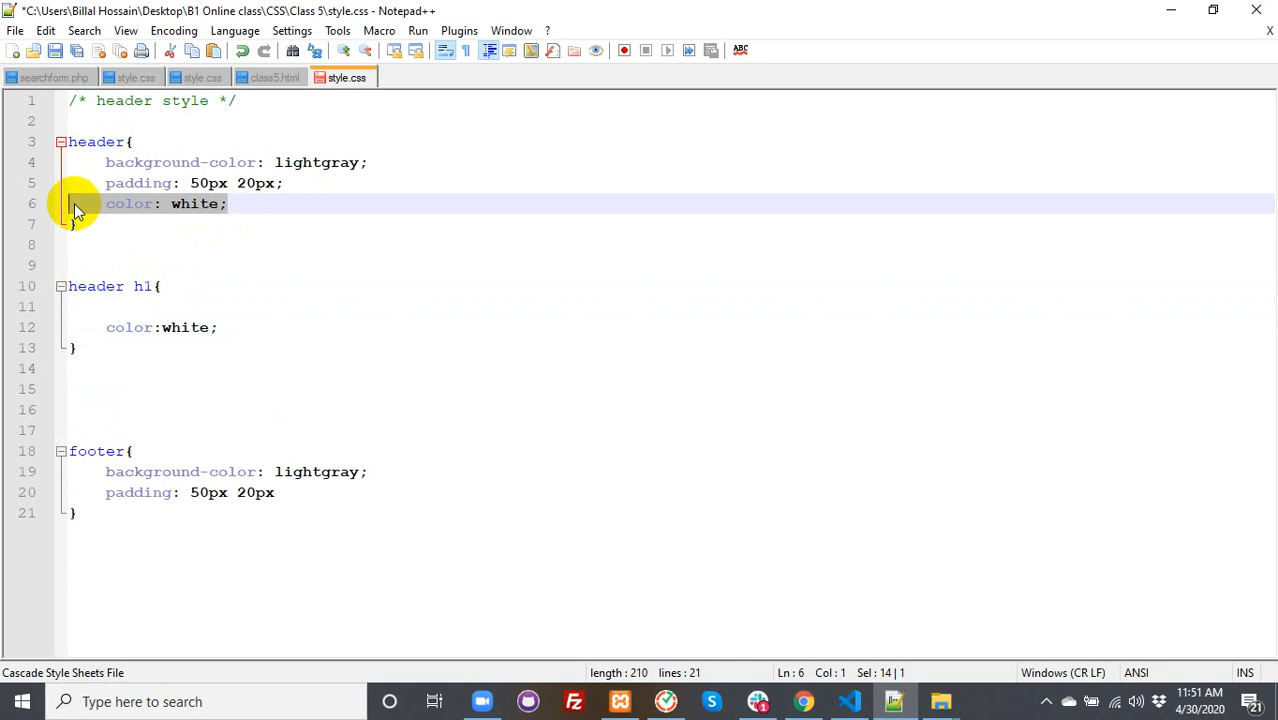 *C:\Users\Billal Hossain\Desktop\B1 Online class\CSS\Class 5\style.css - Notepad++
File Edit Search View Encoding Language Settings Tools Macro Run Plugins Window ? X
ABC
searchform.php style.css style.css class5.html style.css
1 /* header style */
2
3 header{
4 background-color: lightgray;
5 padding: 50px 20px;
6 color: white;
7 }
8
9
10 header h1{
11
12 color:white;
13 }
14
15
16
17
18 footer{
19 background-color: lightgray;
20 padding: 50px 20px
21 }
Cascade Style Sheets File length : 210 lines : 21 Ln : 6 Col : 1 Sel : 14 | 1 Windows (CR LF) ANSI INS
Type here to search 11:51 AM
4/30/2020 21